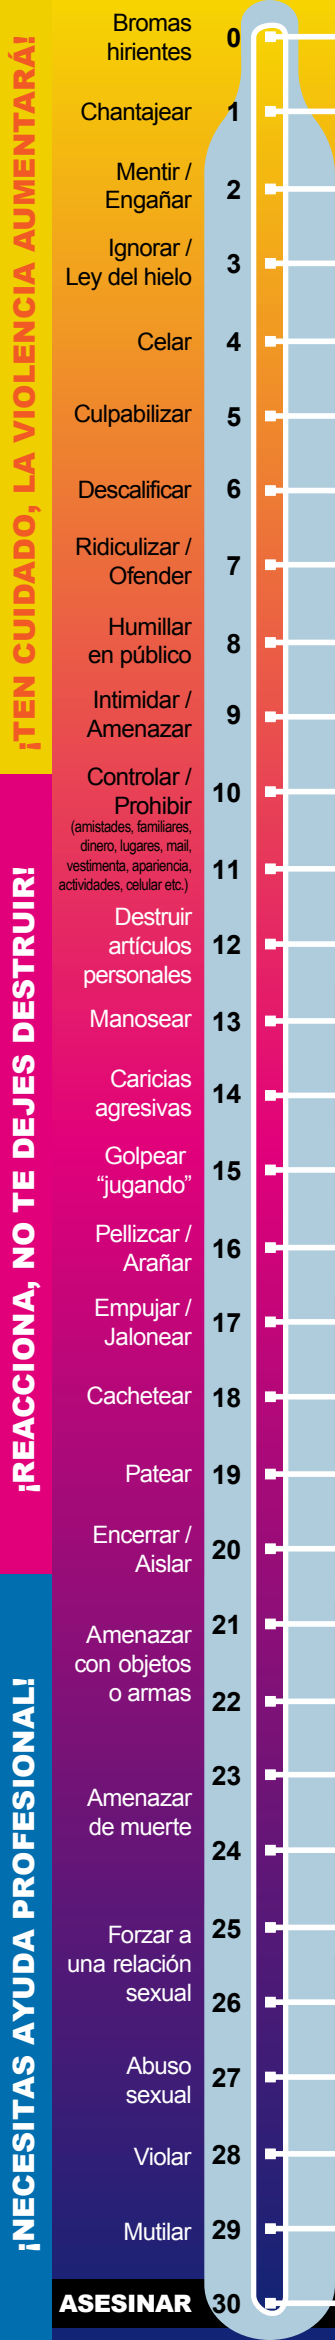 ¡TEN CUIDADO, LA VIOLENCIA AUMENTARÁ!
Bromas
hirientes
0
Chantajear
1
Mentir /
Engañar
2
Ignorar /
Ley del hielo
3
Celar
4
Culpabilizar
5
Descalificar
6
Ridiculizar /
Ofender
7
Humillar
en público
8
Intimidar /
Amenazar
9
¡REACCIONA, NO TE DEJES DESTRUIR!
Controlar /
Prohibir
(amistades, familiares,
dinero, lugares, mail,
vestimenta, apariencia,
actividades, celular etc.)
10
11
Destruir
artículos
personales
12
Manosear
13
Caricias
agresivas
14
Golpear
“jugando”
15
Pellizcar /
Arañar
16
Empujar /
Jalonear
17
Cachetear
18
Patear
19
Encerrar /
Aislar
20
¡NECESITAS AYUDA PROFESIONAL!
21
Amenazar
con objetos
o armas
22
23
Amenazar
de muerte
24
25
Forzar a
una relación
sexual
26
Abuso
sexual
27
Violar
28
Mutilar
29
ASESINAR
30